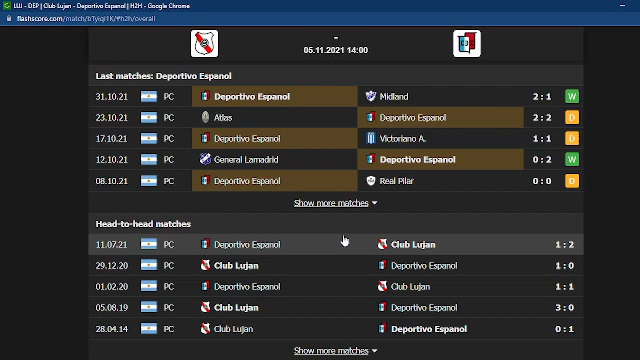 LUJ - DEP | Club Lujan - Deportivo Espanol | H2H - Google Chrome
flashscore.com/match/bTyiqi1K/#h2h/overall
-
05.11.2021 14:00
Last matches: Deportivo Espanol
31.10.21 PC Deportivo Espanol Midland 2 : 1 W
23.10.21 PC Atlas Deportivo Espanol 2 : 2 D
17.10.21 PC Deportivo Espanol Victoriano A. 1 : 1 D
12.10.21 PC General Lamadrid Deportivo Espanol 0 : 2 W
08.10.21 PC Deportivo Espanol Real Pilar 0 : 0 D
Show more matches
Head-to-head matches
11.07.21 PC Deportivo Espanol Club Lujan 1 : 2
29.12.20 PC Club Lujan Deportivo Espanol 1 : 0
01.02.20 PC Deportivo Espanol Club Lujan 1 : 1
05.08.19 PC Club Lujan Deportivo Espanol 3 : 0
28.04.14 PC Club Lujan Deportivo Espanol 0 : 1
Show more matches